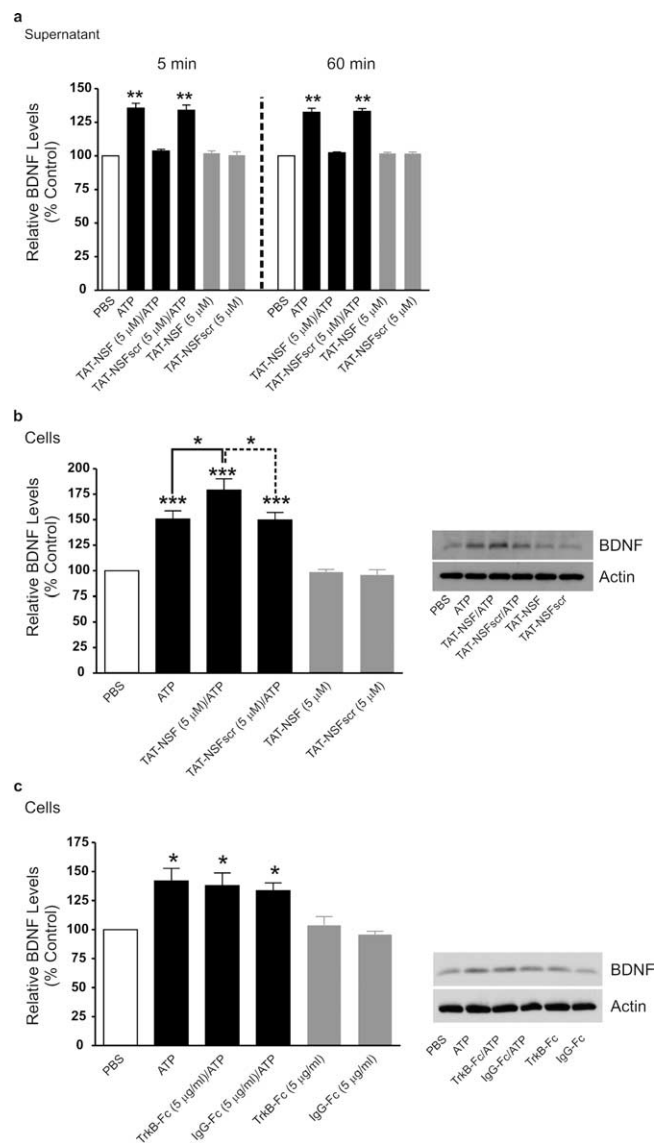 a
Supernatant
5 min
60 min
Relative BDNF Levels
(% Control)
150
125
100
75
50
25
0
** ** ** **
PBS
ATP
TAT-NSF (5 µM)/ATP
TAT-NSFscr (5 µM)/ATP
TAT-NSF (5 µM)
TAT-NSFscr (5 µM)
PBS
ATP
TAT-NSF (5 µM)/ATP
TAT-NSFscr (5 µM)/ATP
TAT-NSF (5 µM)
TAT-NSFscr (5 µM)
b
Cells
Relative BDNF Levels
(% Control)
200
175
150
125
100
75
50
25
0
* *
*** *** ***
PBS
ATP
TAT-NSF (5 µM)/ATP
TAT-NSFscr (5 µM)/ATP
TAT-NSF (5 µM)
TAT-NSFscr (5 µM)
BDNF
Actin
PBS
ATP
TAT-NSF/ATP
TAT-NSFscr/ATP
TAT-NSF
TAT-NSFscr
c
Cells
Relative BDNF Levels
(% Control)
175
150
125
100
75
50
25
0
* * *
PBS
ATP
TrkB-Fc (5 µg/ml)/ATP
IgG-Fc (5 µg/ml)/ATP
TrkB-Fc (5 µg/ml)
IgG-Fc (5 µg/ml)
BDNF
Actin
PBS
ATP
TrkB-Fc/ATP
IgG-Fc/ATP
TrkB-Fc
IgG-Fc